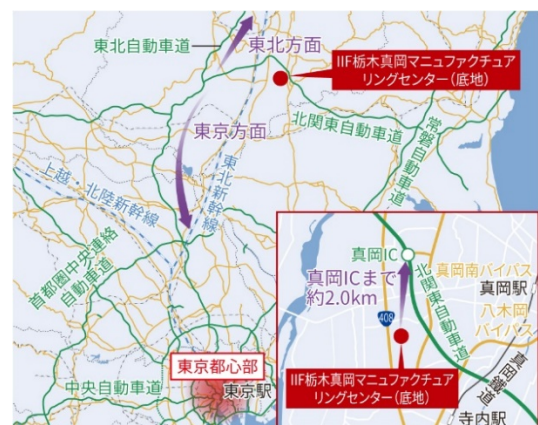 東北自動車道
東北方面
IIF栃木真岡マニュファクチュア
リングセンター(底地)
東京方面
北関東自動車道
常磐自動車道
東北新幹線
上越・北陸新幹線
首都圏中央連絡
自動車道
東京都心部
東京駅
中央自動車道
真岡IC
真岡ICまで
約2.0km
北関東自動車道
真岡南バイパス
真岡駅
八木岡
バイパス
408
IIF栃木真岡マニュファクチュア
リングセンター(底地)
真岡鐵道
寺内駅